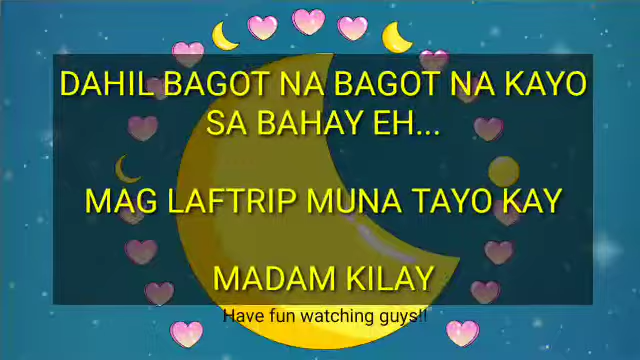 DAHIL BAGOT NA BAGOT NA KAYO
SA BAHAY EH...
MAG LAFTRIP MUNA TAYO KAY
MADAM KILAY
Have fun watching guys!!